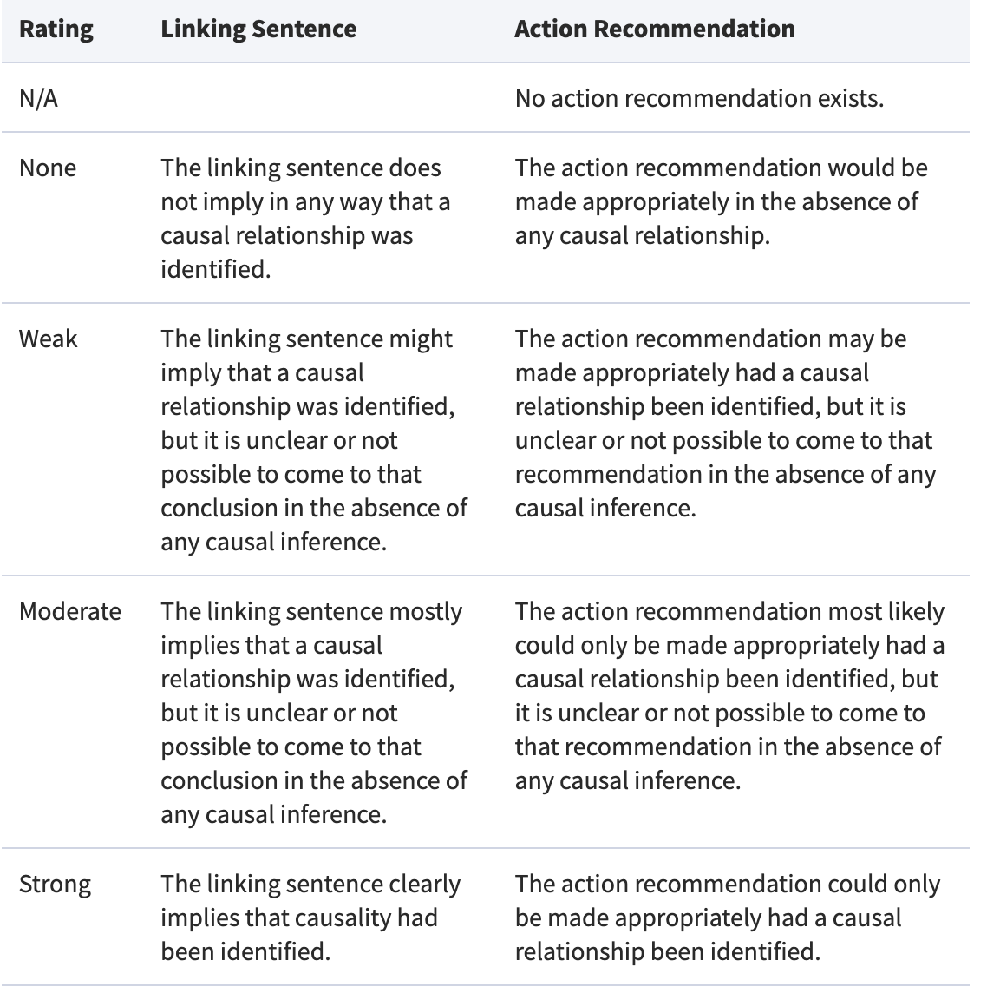 Rating Linking Sentence Action Recommendation
N/A No action recommendation exists.
None The linking sentence does The action recommendation would be
not imply in any way that a made appropriately in the absence of
causal relationship was any causal relationship.
identified.
Weak The linking sentence might The action recommendation may be
imply that a causal made appropriately had a causal
relationship was identified, relationship been identified, but it is
but it is unclear or not unclear or not possible to come to that
possible to come to that recommendation in the absence of any
conclusion in the absence of causal inference.
any causal inference.
Moderate The linking sentence mostly The action recommendation most likely
implies that a causal could only be made appropriately had a
relationship was identified, causal relationship been identified, but
but it is unclear or not it is unclear or not possible to come to
possible to come to that that recommendation in the absence of
conclusion in the absence of any causal inference.
any causal inference.
Strong The linking sentence clearly The action recommendation could only
implies that causality had be made appropriately had a causal
been identified. relationship been identified.